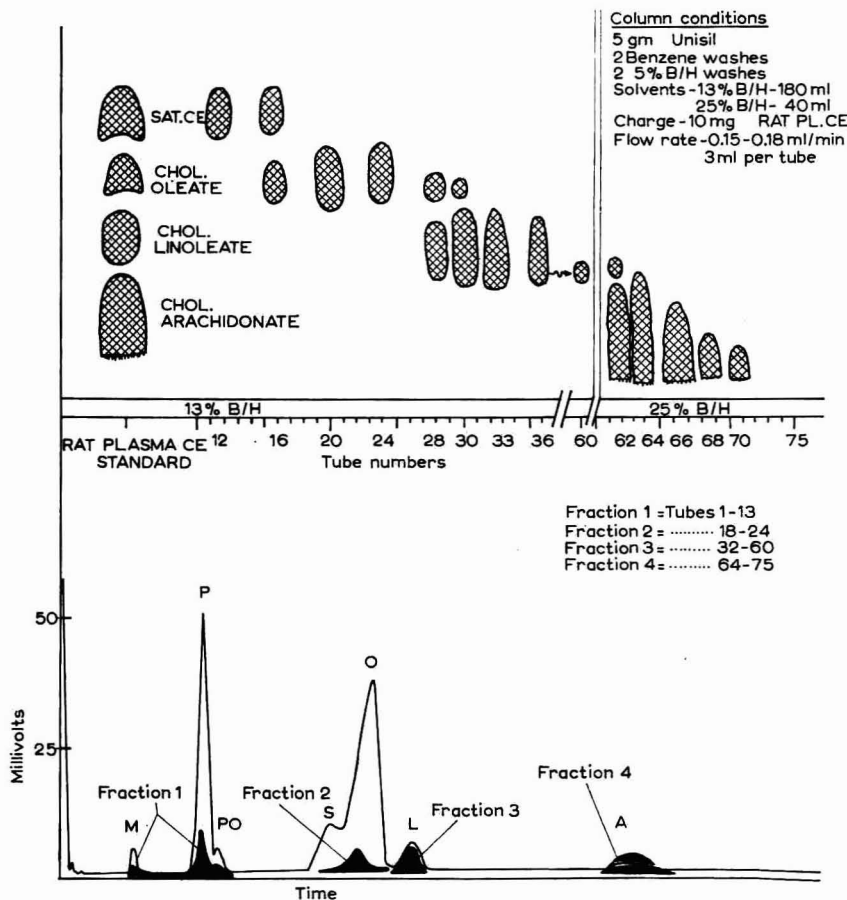 Column conditions
5 gm Unisil
2 Benzene washes
2 5% B/H washes
Solvents-13% B/H-180 ml
25% B/H- 40 ml
Charge-10 mg RAT PL.CE
Flow rate-0.15-0.18 ml/min
3 ml per tube
SAT.CE
CHOL.
OLEATE
CHOL.
LINOLEATE
CHOL.
ARACHIDONATE
13% B/H
25% B/H
RAT PLASMA CE
STANDARD
12 16 20 24 28 30 33 36 60 62 64 66 68 70 75
Tube numbers
Fraction 1 =Tubes 1-13
Fraction 2 = ......... 18-24
Fraction 3 = ......... 32-60
Fraction 4 = ......... 64-75
P
50
O
Millivolts
25
Fraction 1
Fraction 2
Fraction 3
Fraction 4
M
PO
S
L
A
Time